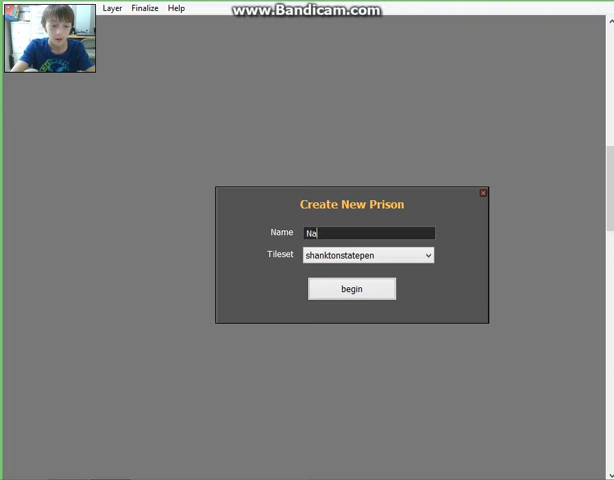 www.Bandicam.com
Layer Finalize Help
Create New Prison
Name Na
Tileset shanktonstatepen
begin